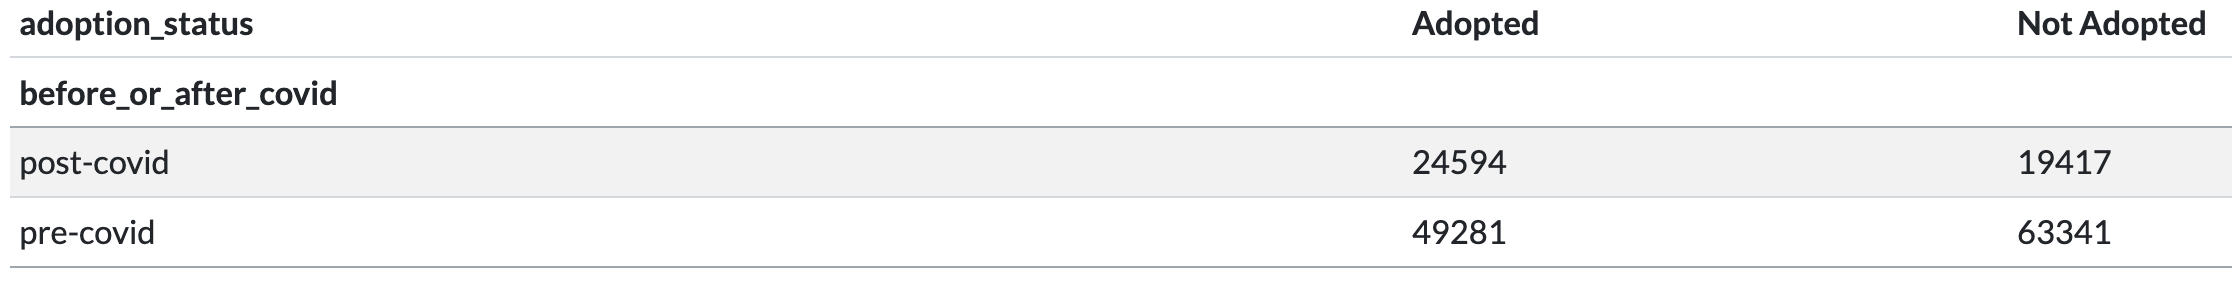 adoption_status Adopted Not Adopted
before_or_after_covid
post-covid 24594 19417
pre-covid 49281 63341